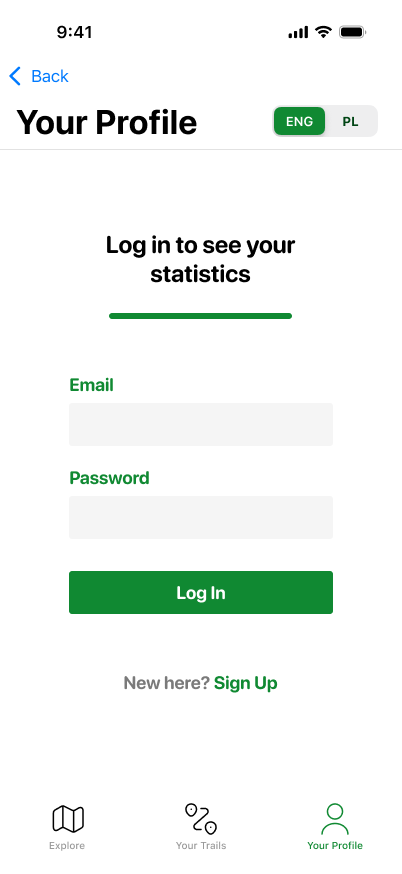 9:41
Back
Your Profile
ENG PL
Log in to see your
statistics
Email
Password
Log In
New here? Sign Up
Explore
Your Trails
Your Profile